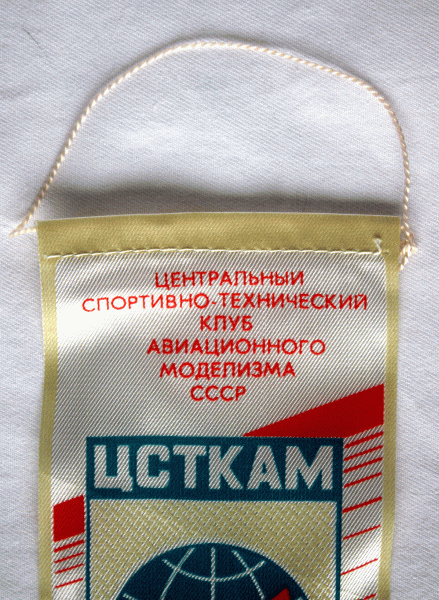 ЦЕНТРАЛЬНЫЙ
СПОРТИВНО-ТЕХНИЧЕСКИЙ
КЛУБ
АВИАЦИОННОГО
МОДЕЛИЗМА
СССР
ЦСТКАМ